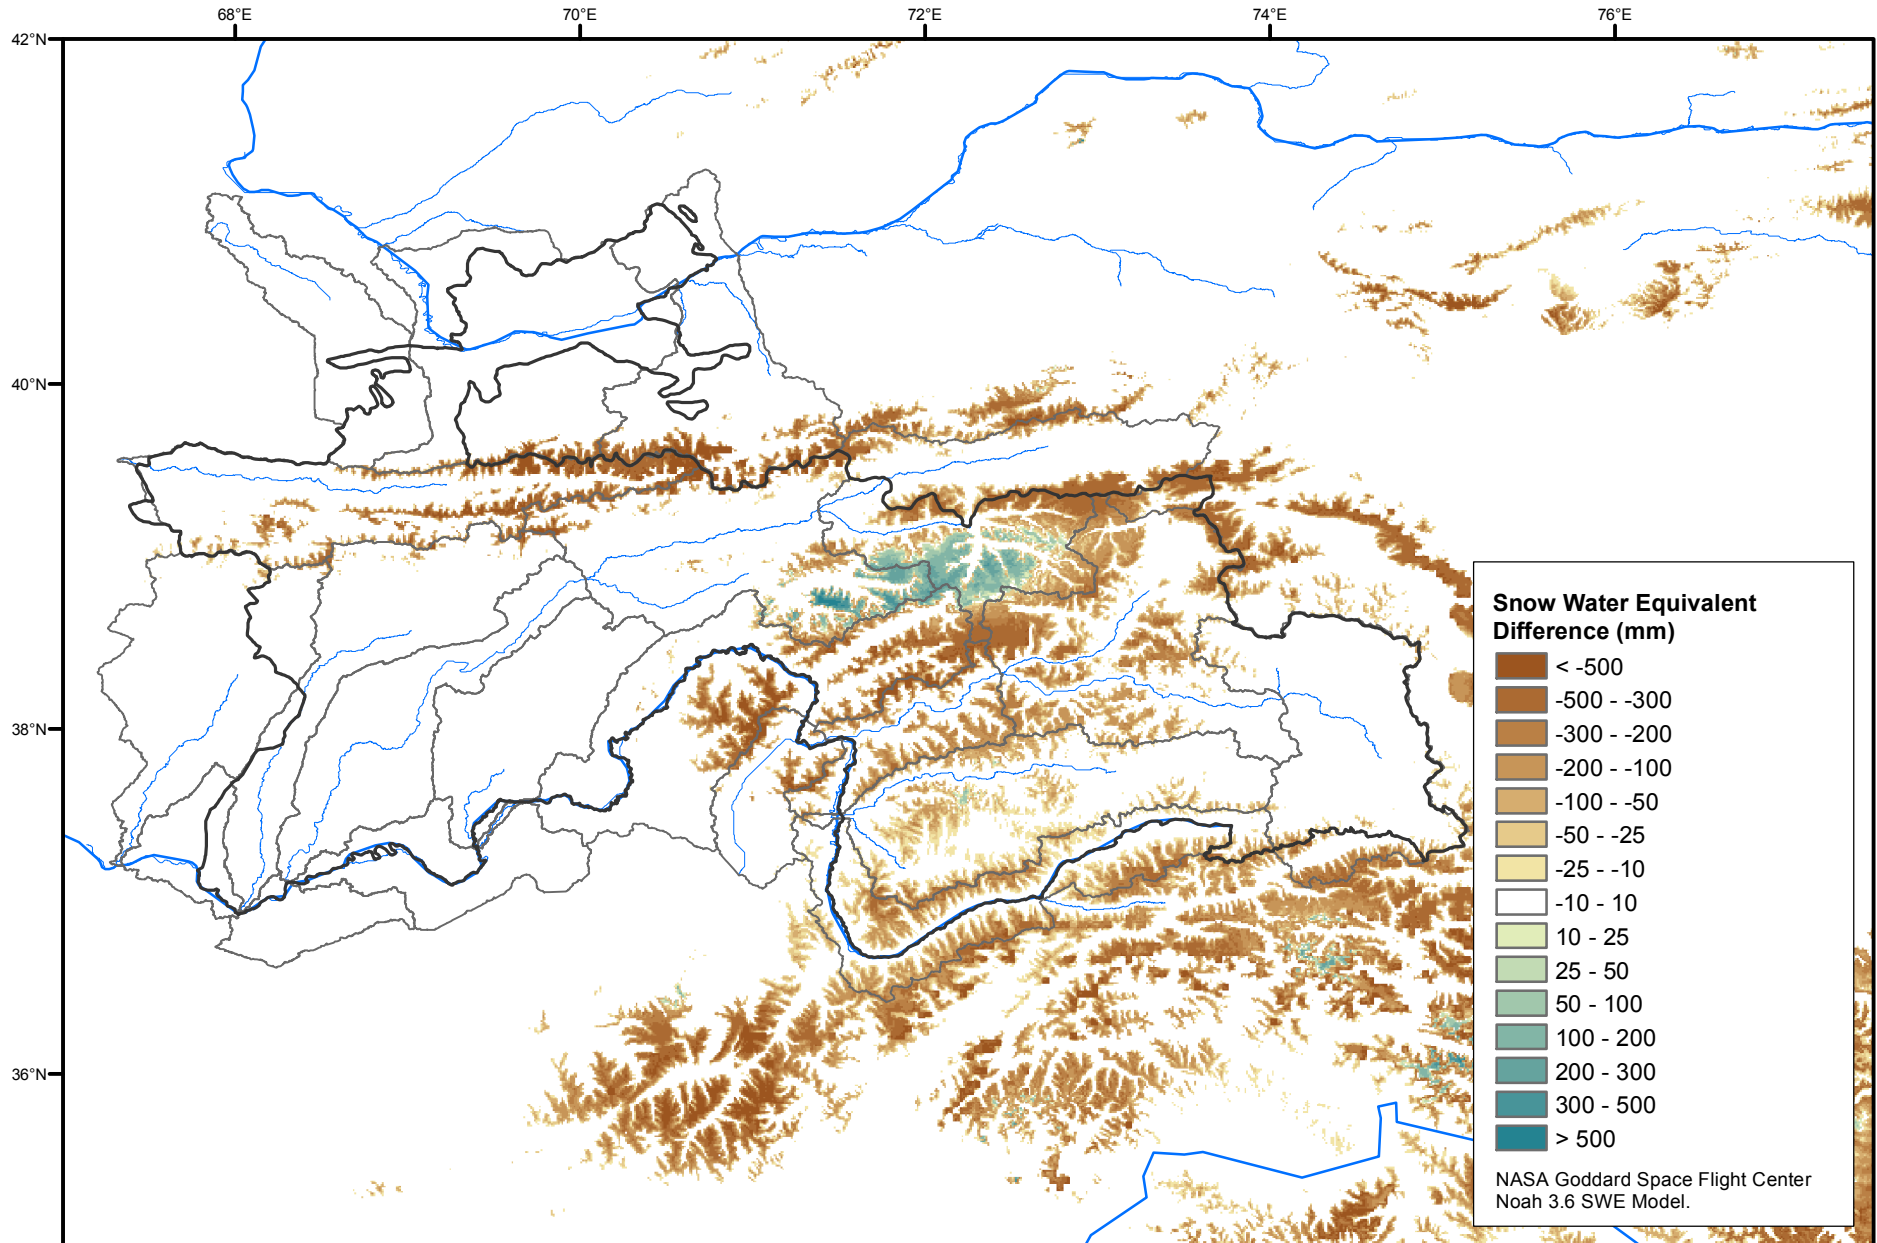 68°E
70°E
72°E
74°E
76°E
42°N
40°N
38°N
36°N
Snow Water Equivalent
Difference (mm)
< -500
-500 - -300
-300 - -200
-200 - -100
-100 - -50
-50 - -25
-25 - -10
-10 - 10
10 - 25
25 - 50
50 - 100
100 - 200
200 - 300
300 - 500
> 500
NASA Goddard Space Flight Center
Noah 3.6 SWE Model.